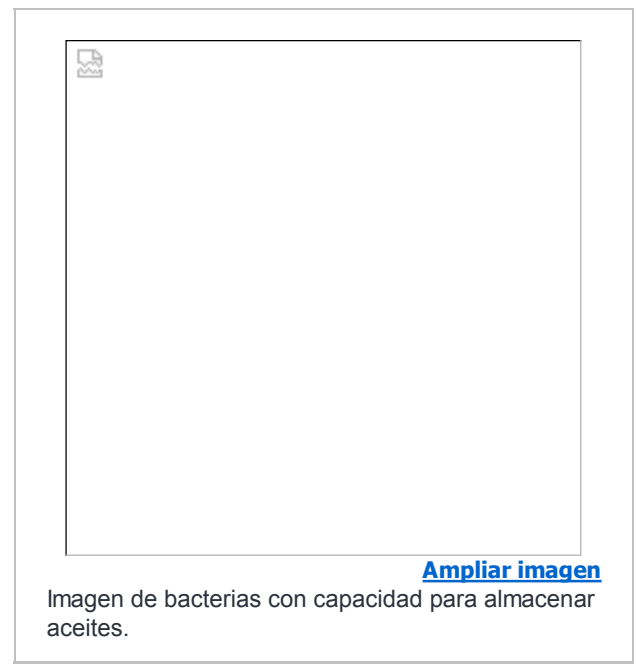 Ampliar imagen
Imagen de bacterias con capacidad para almacenar
aceites.